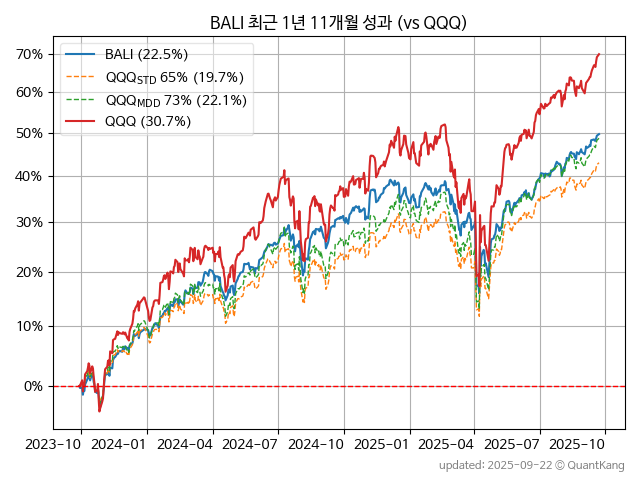 BALI 최근 1년 11개월 성과 (vs QQQ)
BALI (22.5%)
QQQSTD 65% (19.7%)
QQQMDD 73% (22.1%)
QQQ (30.7%)
70%
60%
50%
40%
30%
20%
10%
0%
2023-10 2024-01 2024-04 2024-07 2024-10 2025-01 2025-04 2025-07 2025-10
updated: 2025-09-22 © QuantKang